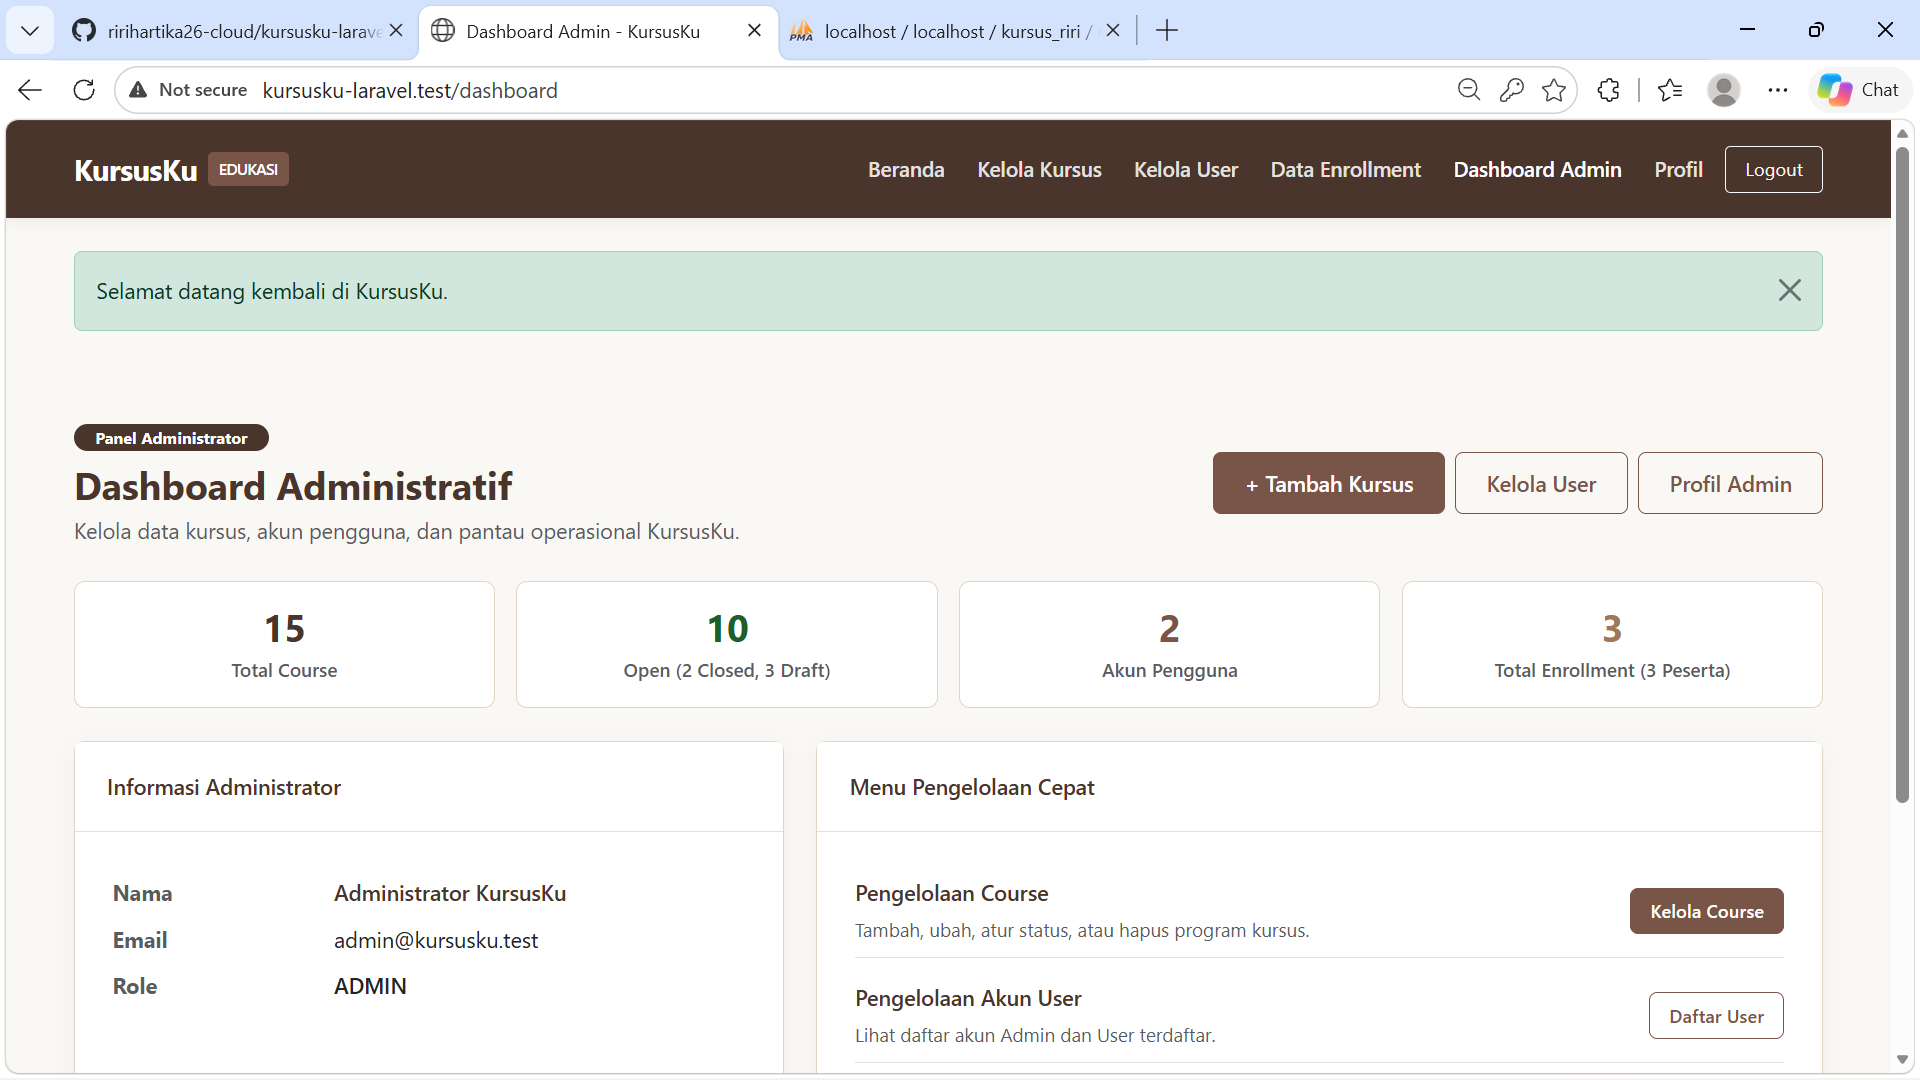 ririhartika26-cloud/kursusku-larave
Dashboard Admin - KursusKu
PMA
localhost / localhost / kursus_riri /
Not secure
kursusku-laravel.test/dashboard
Chat
KursusKu
EDUKASI
Beranda
Kelola Kursus
Kelola User
Data Enrollment
Dashboard Admin
Profil
Logout
Selamat datang kembali di KursusKu.
Panel Administrator
Dashboard Administratif
Kelola data kursus, akun pengguna, dan pantau operasional KursusKu.
+ Tambah Kursus
Kelola User
Profil Admin
15
Total Course
10
Open (2 Closed, 3 Draft)
2
Akun Pengguna
3
Total Enrollment (3 Peserta)
Informasi Administrator
Nama Administrator KursusKu
Email admin@kursusku.test
Role ADMIN
Menu Pengelolaan Cepat
Pengelolaan Course
Tambah, ubah, atur status, atau hapus program kursus.
Kelola Course
Pengelolaan Akun User
Lihat daftar akun Admin dan User terdaftar.
Daftar User